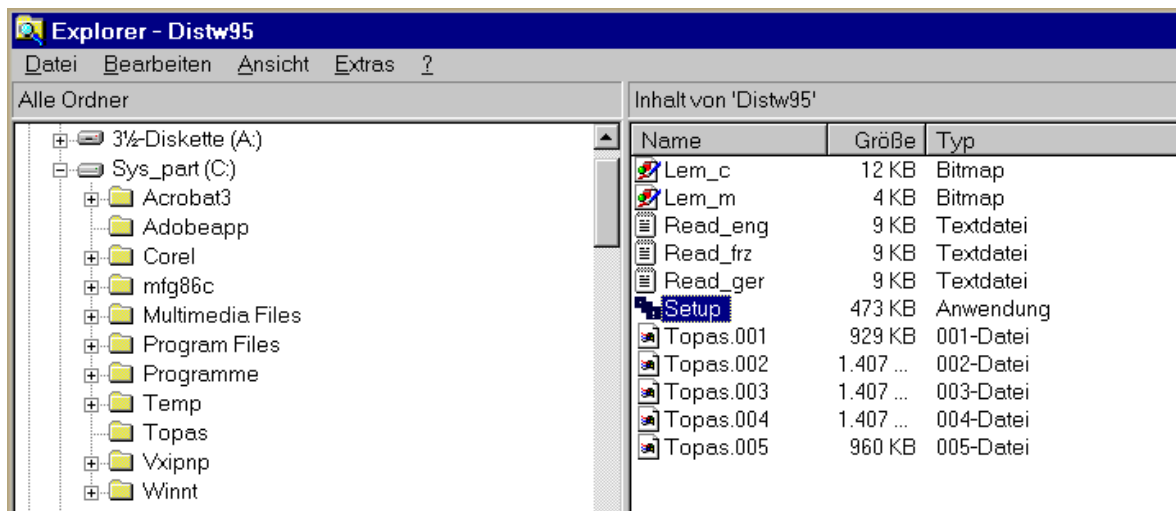 Explorer - Distw95
Datei Bearbeiten Ansicht Extras ?
Alle Ordner
3½-Diskette (A:)
Sys_part (C:)
Acrobat3
Adobeapp
Corel
mfg86c
Multimedia Files
Program Files
Programme
Temp
Topas
Vxipnp
Winnt
Inhalt von 'Distw95'
Name Größe Typ
Lem_c 12 KB Bitmap
Lem_m 4 KB Bitmap
Read_eng 9 KB Textdatei
Read_frz 9 KB Textdatei
Read_ger 9 KB Textdatei
Setup 473 KB Anwendung
Topas.001 929 KB 001-Datei
Topas.002 1.407 ... 002-Datei
Topas.003 1.407 ... 003-Datei
Topas.004 1.407 ... 004-Datei
Topas.005 960 KB 005-Datei